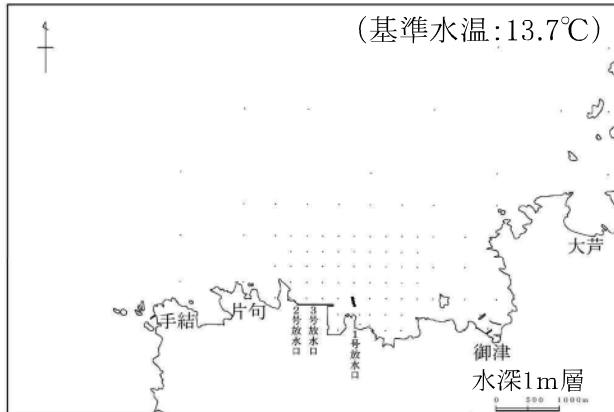 (基準水温:13.7℃)
大芦
片句
手結
2号放水口
3号放水口
1号放水口
御津
水深1m層
0 500 1000m